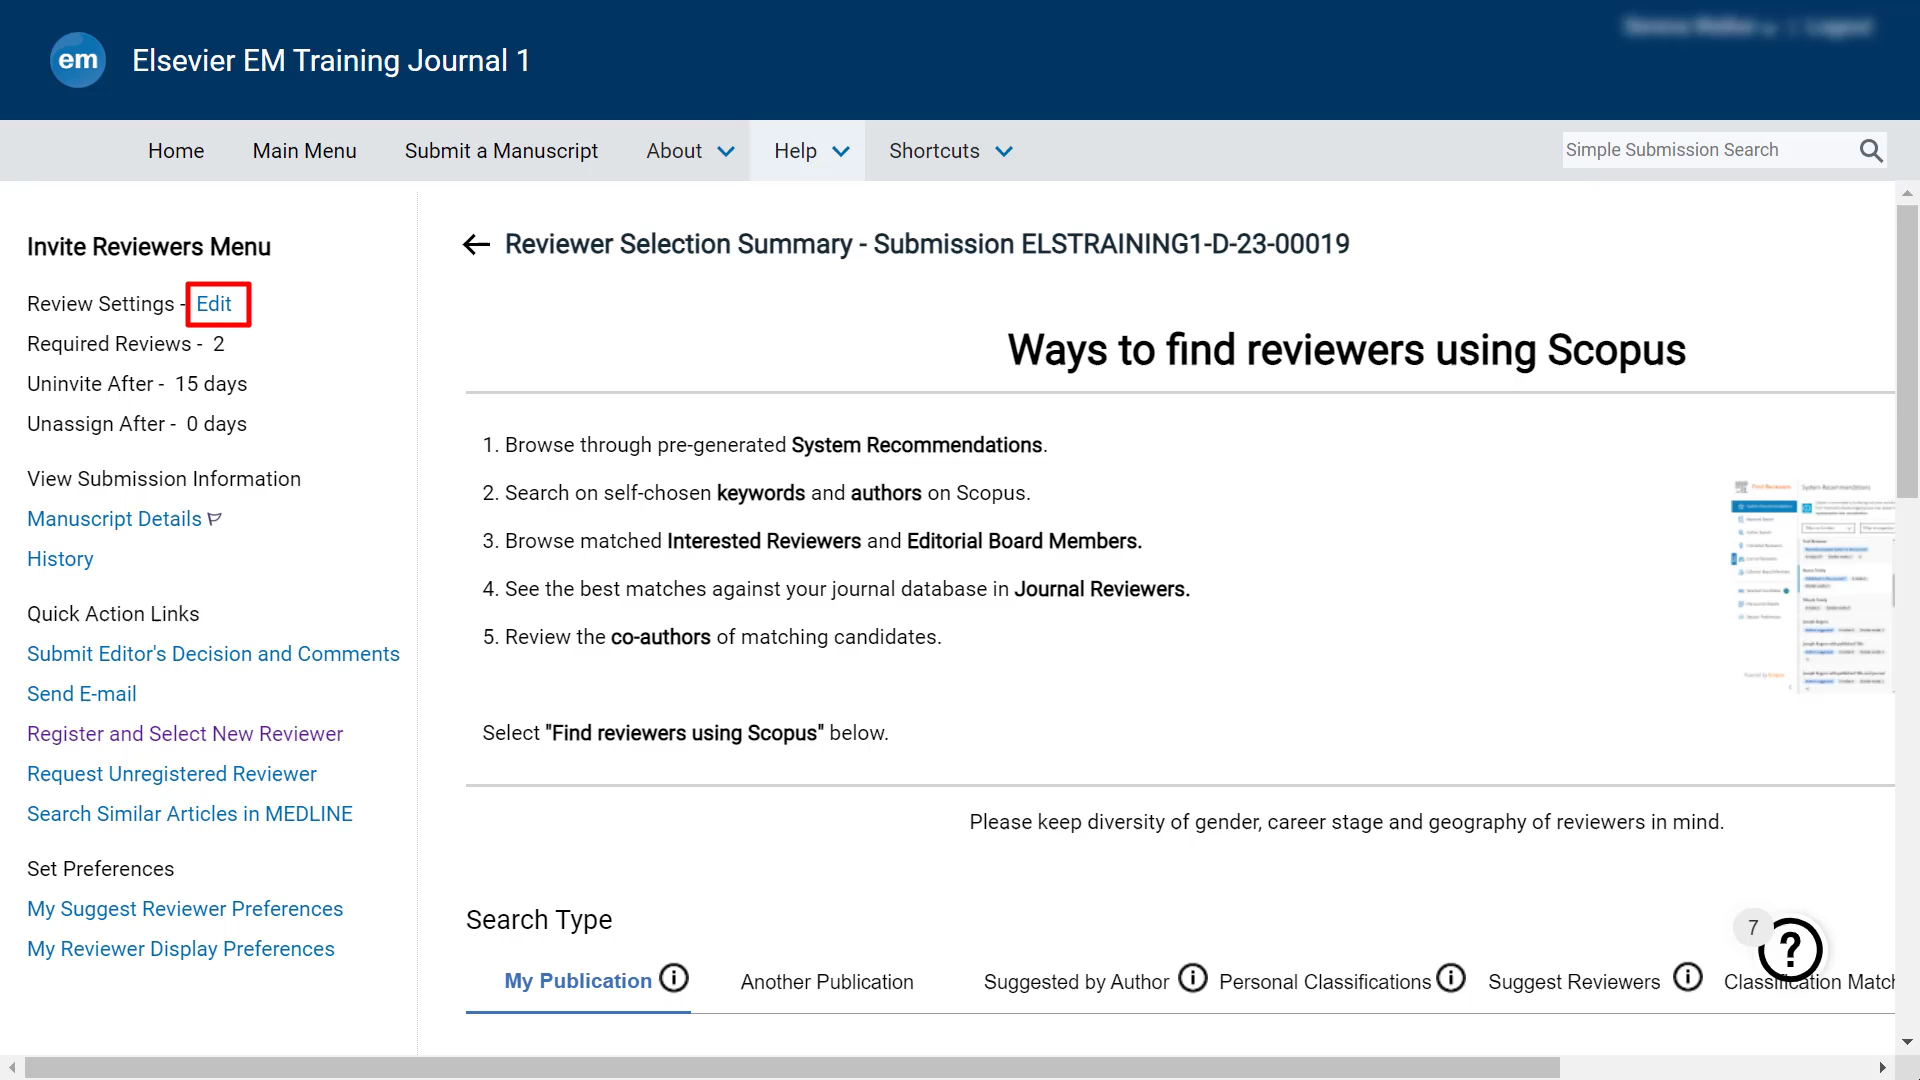 em
Elsevier EM Training Journal 1
Logout
Home
Main Menu
Submit a Manuscript
About
Help
Shortcuts
Simple Submission Search
Invite Reviewers Menu
Review Settings - Edit
Required Reviews - 2
Uninvite After - 15 days
Unassign After - 0 days
View Submission Information
Manuscript Details
History
Quick Action Links
Submit Editor's Decision and Comments
Send E-mail
Register and Select New Reviewer
Request Unregistered Reviewer
Search Similar Articles in MEDLINE
Set Preferences
My Suggest Reviewer Preferences
My Reviewer Display Preferences
Reviewer Selection Summary - Submission ELSTRAINING1-D-23-00019
Ways to find reviewers using Scopus
1. Browse through pre-generated System Recommendations.
2. Search on self-chosen keywords and authors on Scopus.
3. Browse matched Interested Reviewers and Editorial Board Members.
4. See the best matches against your journal database in Journal Reviewers.
5. Review the co-authors of matching candidates.
Select "Find reviewers using Scopus" below.
Please keep diversity of gender, career stage and geography of reviewers in mind.
Search Type
7
?
My Publication
Another Publication
Suggested by Author
Personal Classifications
Suggest Reviewers
Classification Match